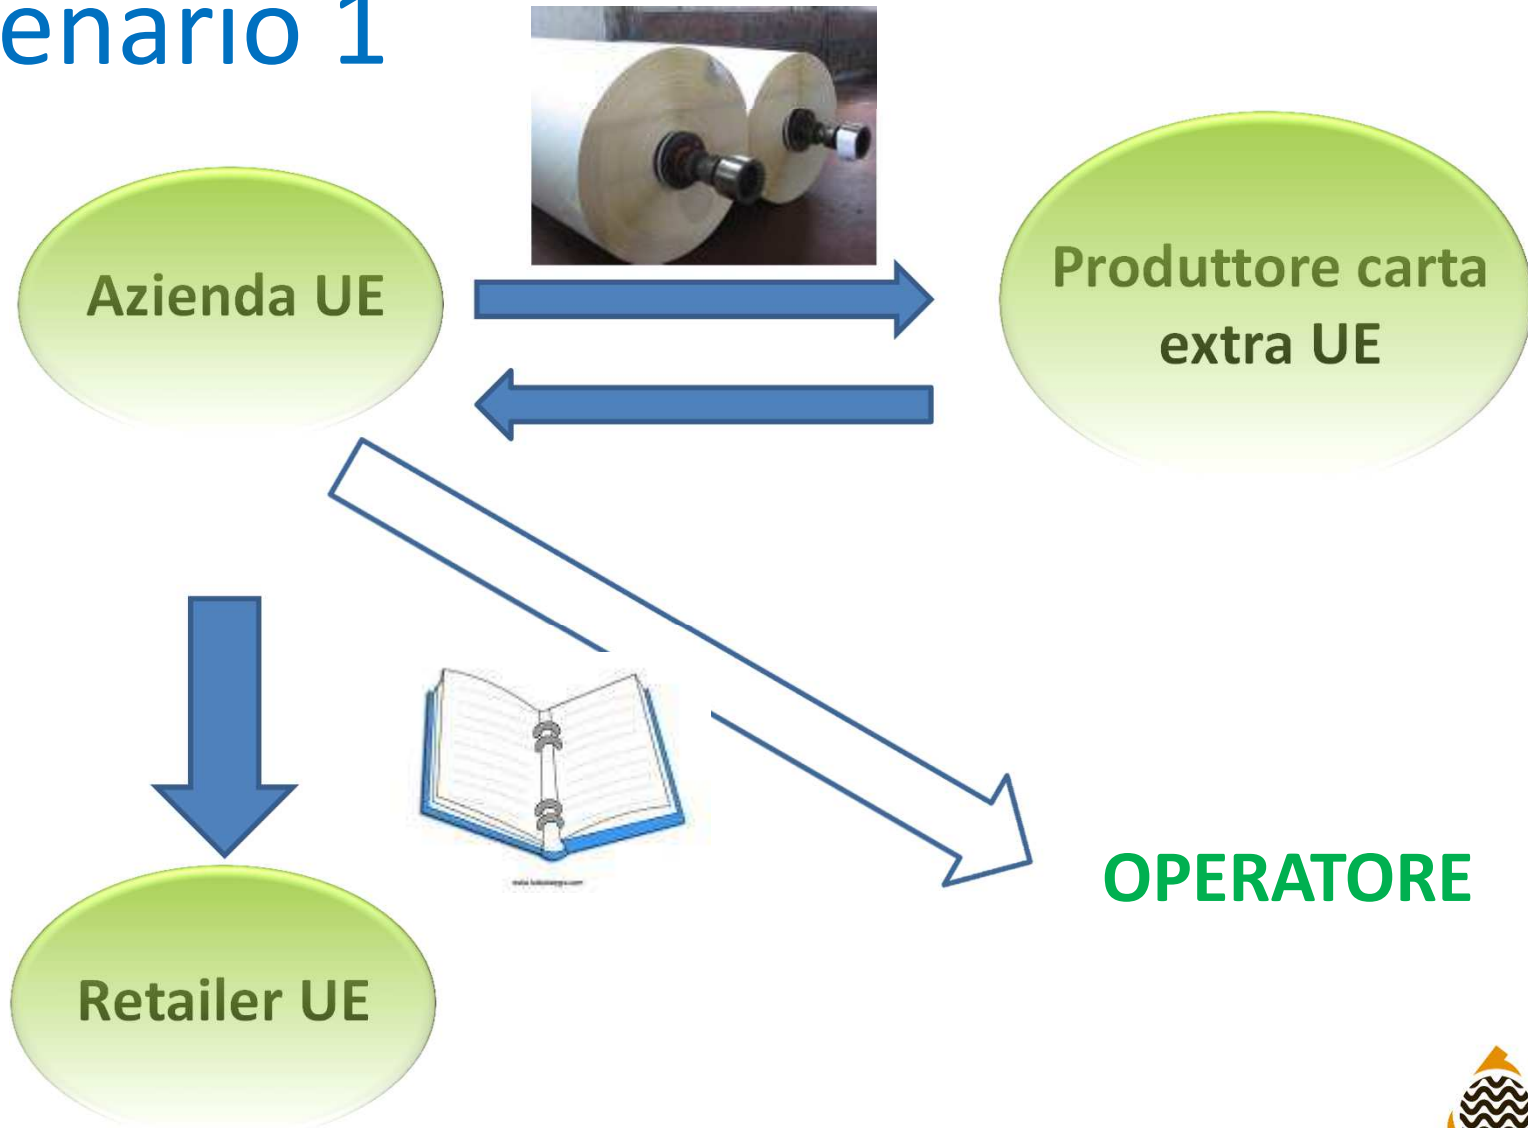 enario 1
Azienda UE
Produttore carta
extra UE
OPERATORE
Retailer UE